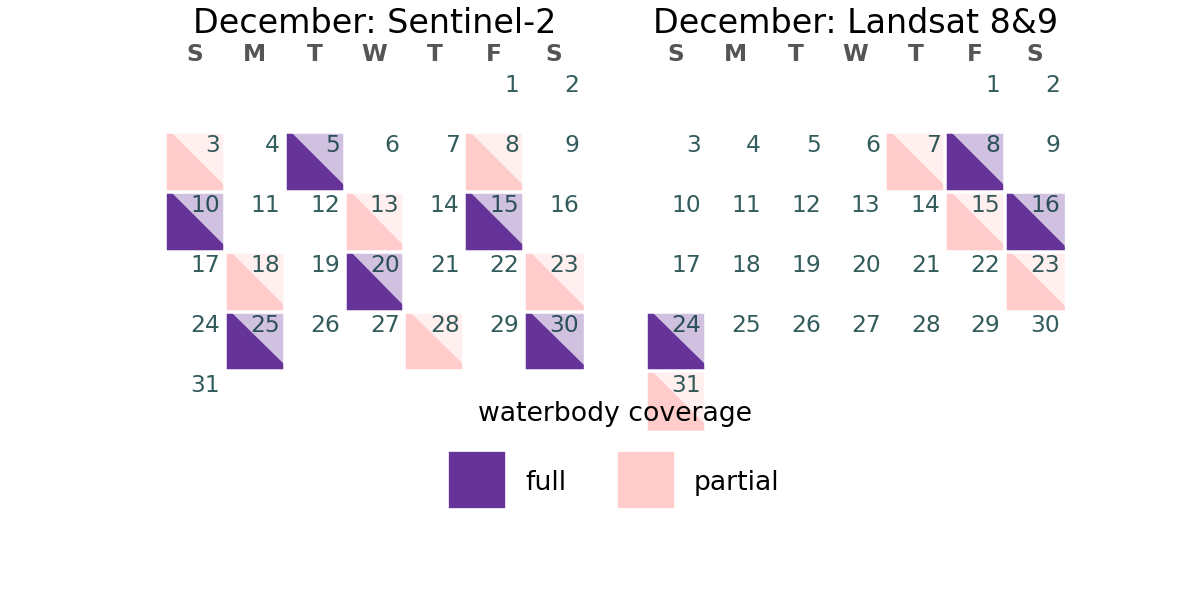 December: Sentinel-2
S M T W T F S
1 2
3 4 5 6 7 8 9
10 11 12 13 14 15 16
17 18 19 20 21 22 23
24 25 26 27 28 29 30
31
December: Landsat 8&9
S M T W T F S
1 2
3 4 5 6 7 8 9
10 11 12 13 14 15 16
17 18 19 20 21 22 23
24 25 26 27 28 29 30
31
waterbody coverage
full partial